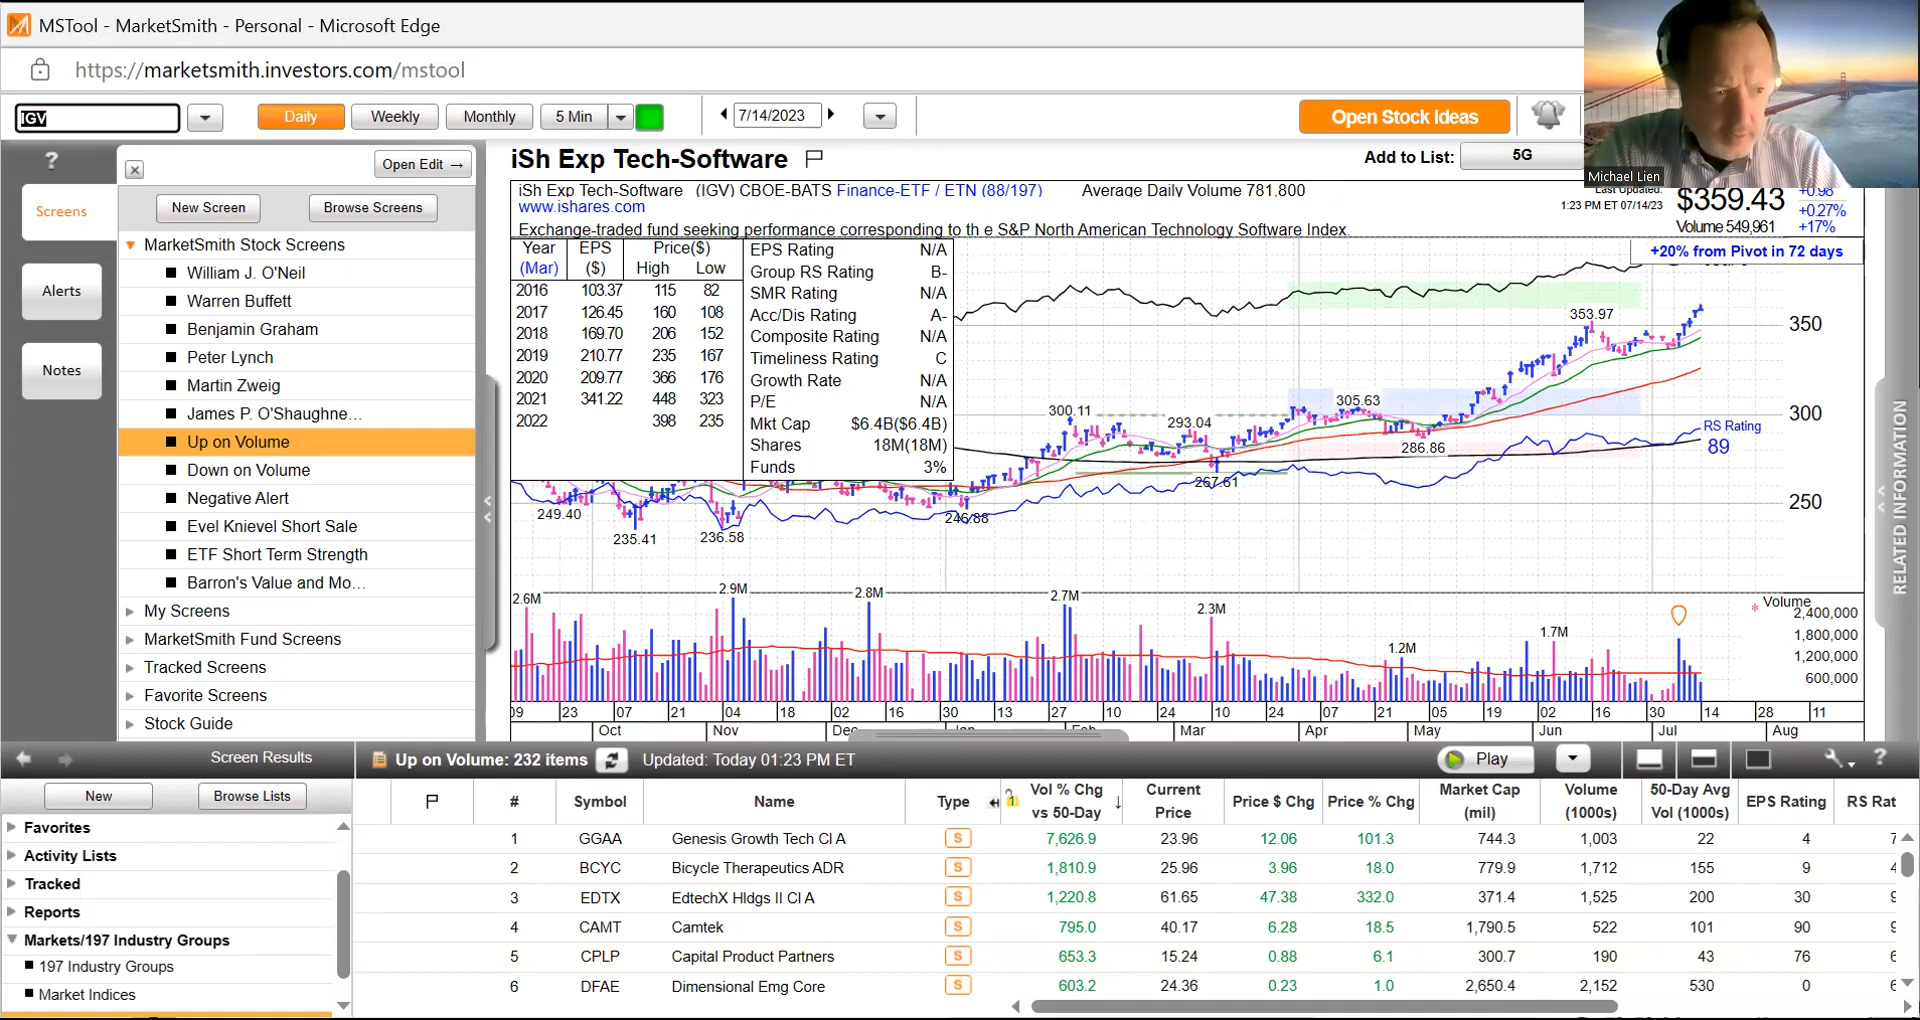 MSTool - MarketSmith - Personal - Microsoft Edge
https://marketsmith.investors.com/mstool
IGV
Daily
Weekly
Monthly
5 Min
7/14/2023
Open Stock Ideas
Michael Lien
?
Open Edit →
Screens
Alerts
Notes
New Screen
Browse Screens
MarketSmith Stock Screens
William J. O'Neil
Warren Buffett
Benjamin Graham
Peter Lynch
Martin Zweig
James P. O'Shaughne...
Up on Volume
Down on Volume
Negative Alert
Evel Knievel Short Sale
ETF Short Term Strength
Barron's Value and Mo...
My Screens
MarketSmith Fund Screens
Tracked Screens
Favorite Screens
Stock Guide
iSh Exp Tech-Software
Add to List:
5G
iSh Exp Tech-Software (IGV) CBOE-BATS Finance-ETF / ETN (88/197) Average Daily Volume 781,800
www.ishares.com
Exchange-traded fund seeking performance corresponding to th e S&P North American Technology Software Index.
Last Updated:
1:23 PM ET 07/14/23
$359.43
Volume 549,961
+0.98
+0.27%
+17%
+20% from Pivot in 72 days
Year EPS Price($)
(Mar) ($) High Low
2016 103.37 115 82
2017 126.45 160 108
2018 169.70 206 152
2019 210.77 235 167
2020 209.77 366 176
2021 341.22 448 323
2022 398 235
EPS Rating N/A
Group RS Rating B-
SMR Rating N/A
Acc/Dis Rating A-
Composite Rating N/A
Timeliness Rating C
Growth Rate N/A
P/E N/A
Mkt Cap $6.4B($6.4B)
Shares 18M(18M)
Funds 3%
353.97
350
300.11
305.63
300
293.04
286.86
RS Rating
89
267.61
250
249.40
246.88
235.41
236.58
2.6M
2.9M
2.8M
2.7M
2.3M
1.2M
1.7M
* Volume
2,400,000
1,800,000
1,200,000
600,000
09 23 07 21 04 18 02 16 30 13 27 10 24 10 24 07 21 05 19 02 16 30 14 28 11
Oct Nov Dec Jan Feb Mar Apr May Jun Jul Aug
RELATED INFORMATION
Screen Results
Up on Volume: 232 items
Updated: Today 01:23 PM ET
Play
?
New
Browse Lists
Favorites
Activity Lists
Tracked
Reports
Markets/197 Industry Groups
197 Industry Groups
Market Indices
# Symbol Name Type 1 Vol % Chg vs 50-Day Current Price Price $ Chg Price % Chg Market Cap (mil) Volume (1000s) 50-Day Avg Vol (1000s) EPS Rating RS Rat
1 GGAA Genesis Growth Tech Cl A S 7,626.9 23.96 12.06 101.3 744.3 1,003 22 4 7
2 BCYC Bicycle Therapeutics ADR S 1,810.9 25.96 3.96 18.0 779.9 1,712 155 9 4
3 EDTX EdtechX Hldgs II Cl A S 1,220.8 61.65 47.38 332.0 371.4 1,525 200 30 9
4 CAMT Camtek S 795.0 40.17 6.28 18.5 1,790.5 522 101 90 9
5 CPLP Capital Product Partners S 653.3 15.24 0.88 6.1 300.7 190 43 76 6
6 DFAE Dimensional Emg Core S 603.2 24.36 0.23 1.0 2,650.4 2,152 530 0 6